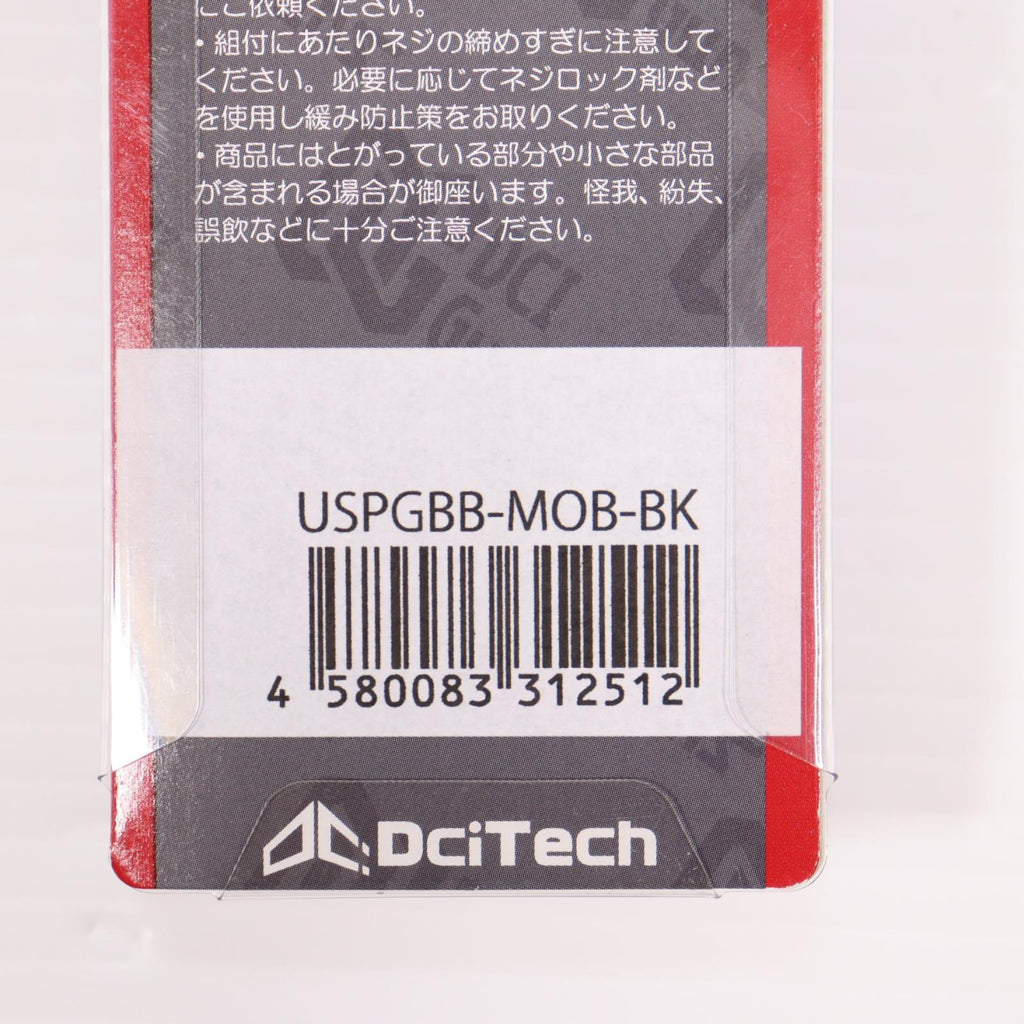 にご依頼ください。
・組付にあたりネジの締めすぎに注意して
ください。必要に応じてネジロック剤など
を使用し緩み防止策をお取りください。
・商品にはとがっている部分や小さな部品
が含まれる場合が御座います。怪我、紛失、
誤飲などに十分ご注意ください。
DCI
USPGBB-MOB-BK
4 580083 312512
DciTech